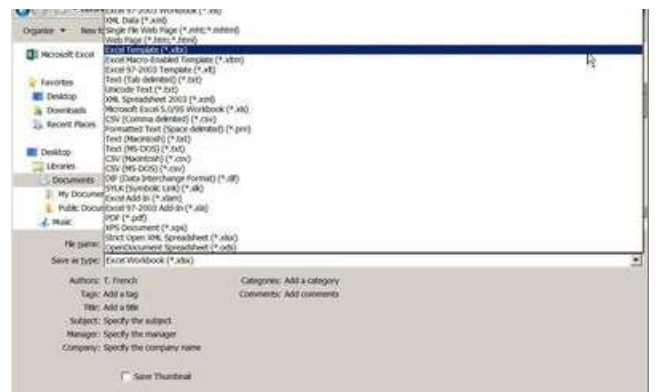 Excel 97-2003 Workbook (*.xls)
XML Data (*.xml)
Organize
Single File Web Page (*.mht;*.mhtml)
Web Page (*.htm;*.html)
Microsoft Excel
Excel Template (*.xltx)
Excel Macro-Enabled Template (*.xltm)
Excel 97-2003 Template (*.xlt)
Favorites
Text (Tab delimited) (*.txt)
Unicode Text (*.txt)
Desktop
XML Spreadsheet 2003 (*.xml)
Downloads
Microsoft Excel 5.0/95 Workbook (*.xls)
Recent Places
CSV (Comma delimited) (*.csv)
Formatted Text (Space delimited) (*.prn)
Text (Macintosh) (*.txt)
Desktop
Text (MS-DOS) (*.txt)
Libraries
CSV (Macintosh) (*.csv)
CSV (MS-DOS) (*.csv)
Documents
DIF (Data Interchange Format) (*.dif)
My Documen
SYLK (Symbolic Link) (*.slk)
Excel Add-In (*.xlam)
Public Docu
Excel 97-2003 Add-In (*.xla)
Music
PDF (*.pdf)
XPS Document (*.xps)
Strict Open XML Spreadsheet (*.xlsx)
File name:
OpenDocument Spreadsheet (*.ods)
Save as type: Excel Workbook (*.xlsx)
Authors: T. French
Categories: Add a category
Tags: Add a tag
Comments: Add comments
Title: Add a title
Subject: Specify the subject
Manager: Specify the manager
Company: Specify the company name
Save Thumbnail